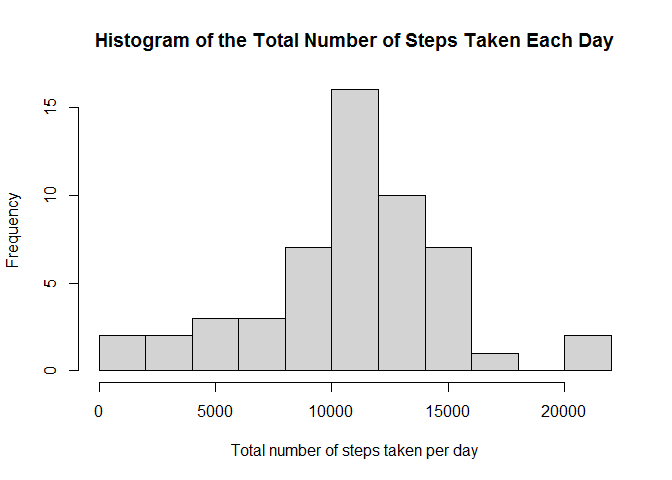 Histogram of the Total Number of Steps Taken Each Day
Frequency
15
10
5
0
0 5000 10000 15000 20000
Total number of steps taken per day